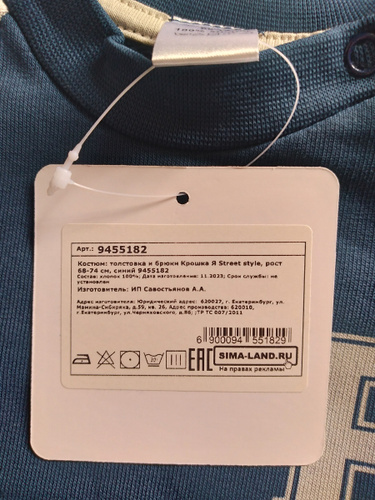 100%
Арт.: 9455182
Костюм: толстовка и брюки Крошка Я Street style, рост
68-74 см, синий 9455182
Состав: хлопок 100%; Дата изготовления: 11.2023; Срок службы: не
установлен
Изготовитель: ИП Савостьянов А.А.
Адрес изготовителя: Юридический адрес: 620027, г. Екатеринбург, ул.
Мамина-Сибиряка, д.59, кв. 26. Адрес производства: 620010,
г.Екатеринбург, ул.Черняховского, д.86; ;ТР ТС 007/2011
6 900094 551829
EAC
SIMA-LAND.RU
На правах рекламы